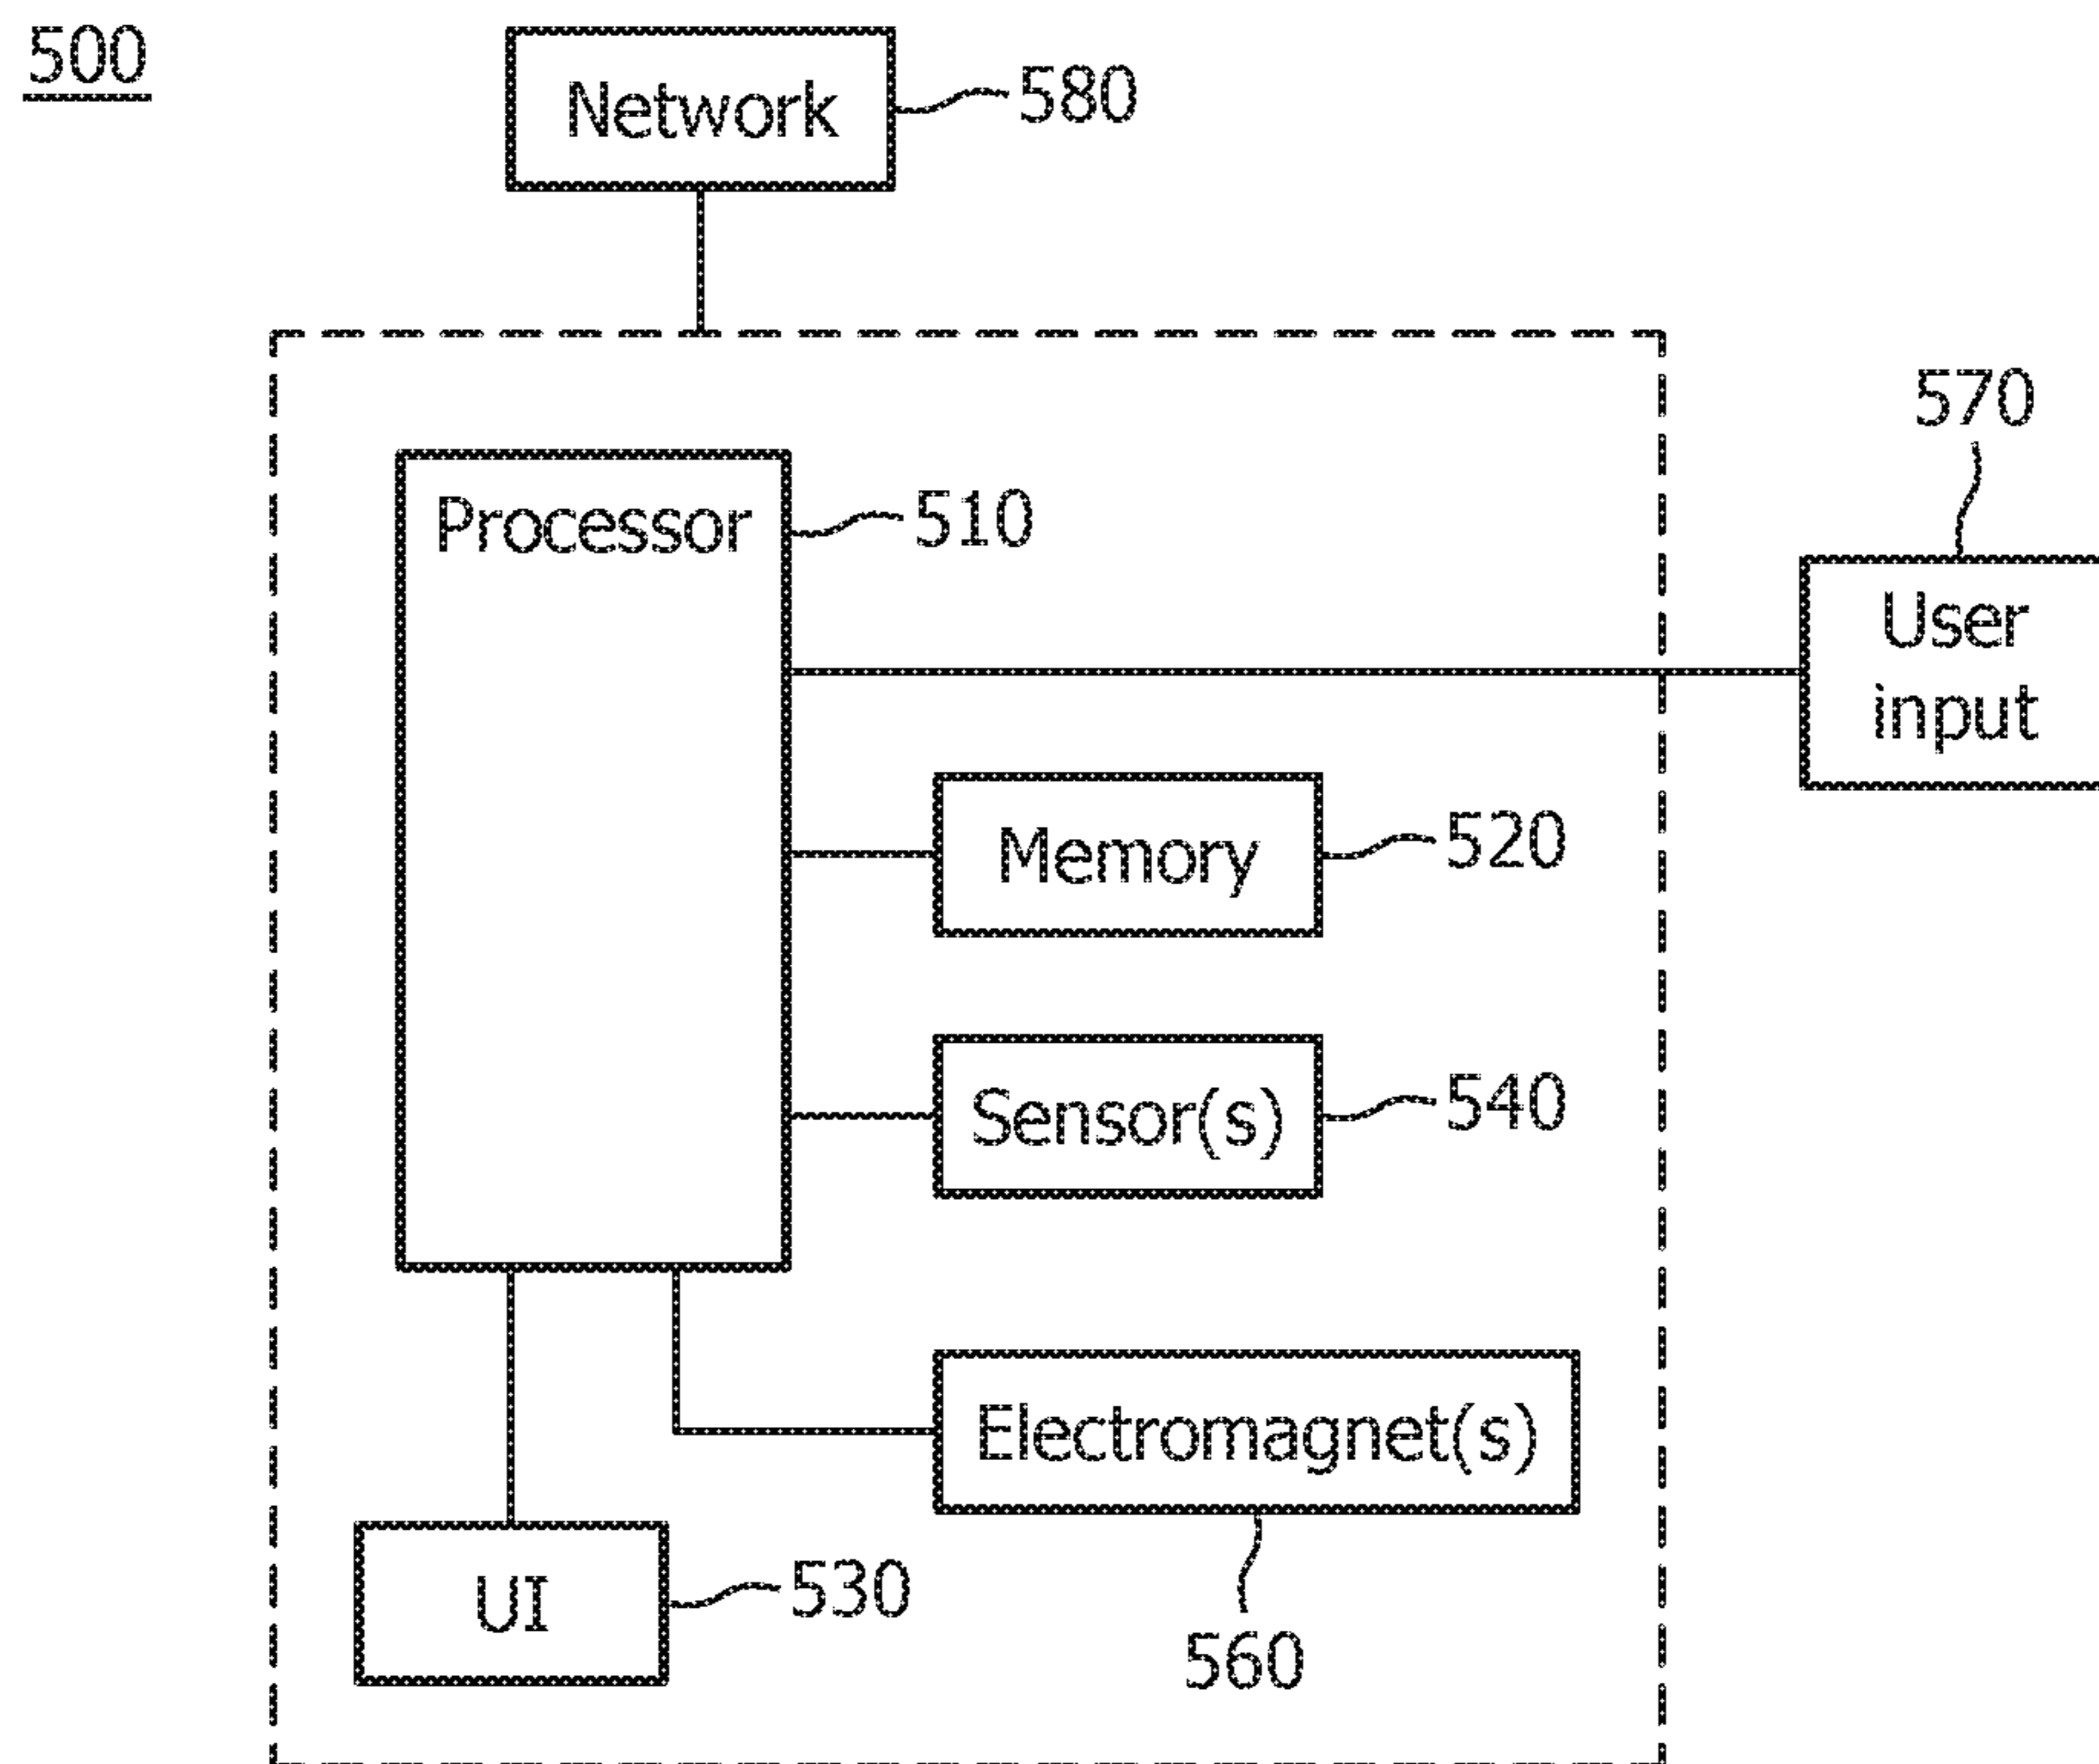 500
Network
580
570
Processor
510
User
input
Memory
520
Sensor(s)
540
Electromagnet(s)
UI
530
560